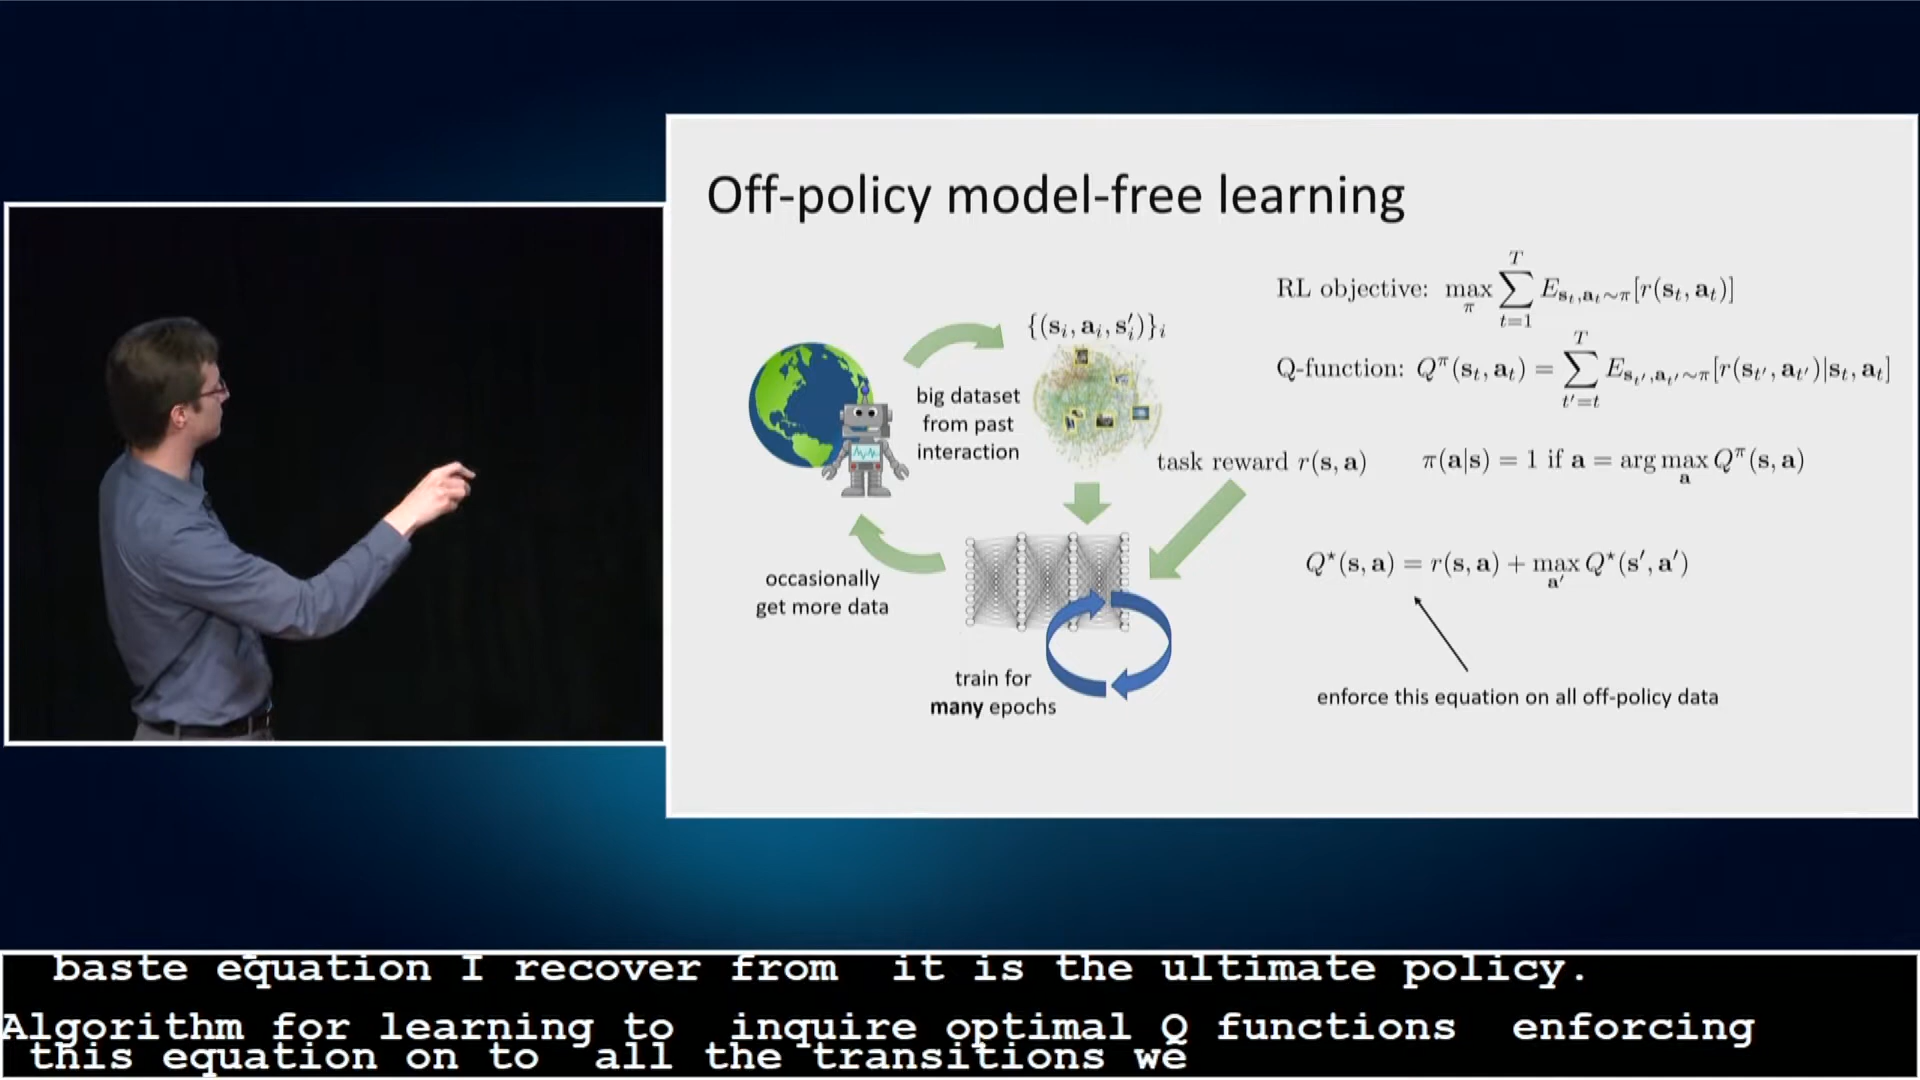 Off-policy model-free learning
RL objective: max_π ∑_{t=1}^{T} E_{s_t,a_t∼π}[r(s_t, a_t)]
{(s_i, a_i, s′_i)}_i
Q-function: Q^π(s_t, a_t) = ∑_{t′=t}^{T} E_{s_{t′},a_{t′}∼π}[r(s_{t′}, a_{t′})|s_t, a_t]
big dataset
from past
interaction
task reward r(s, a)
π(a|s) = 1 if a = arg max_a Q^π(s, a)
Q⋆(s, a) = r(s, a) + max_{a′} Q⋆(s′, a′)
occasionally
get more data
train for
many epochs
enforce this equation on all off-policy data
baste equation I recover from it is the ultimate policy.
Algorithm for learning to inquire optimal Q functions enforcing
this equation on to all the transitions we